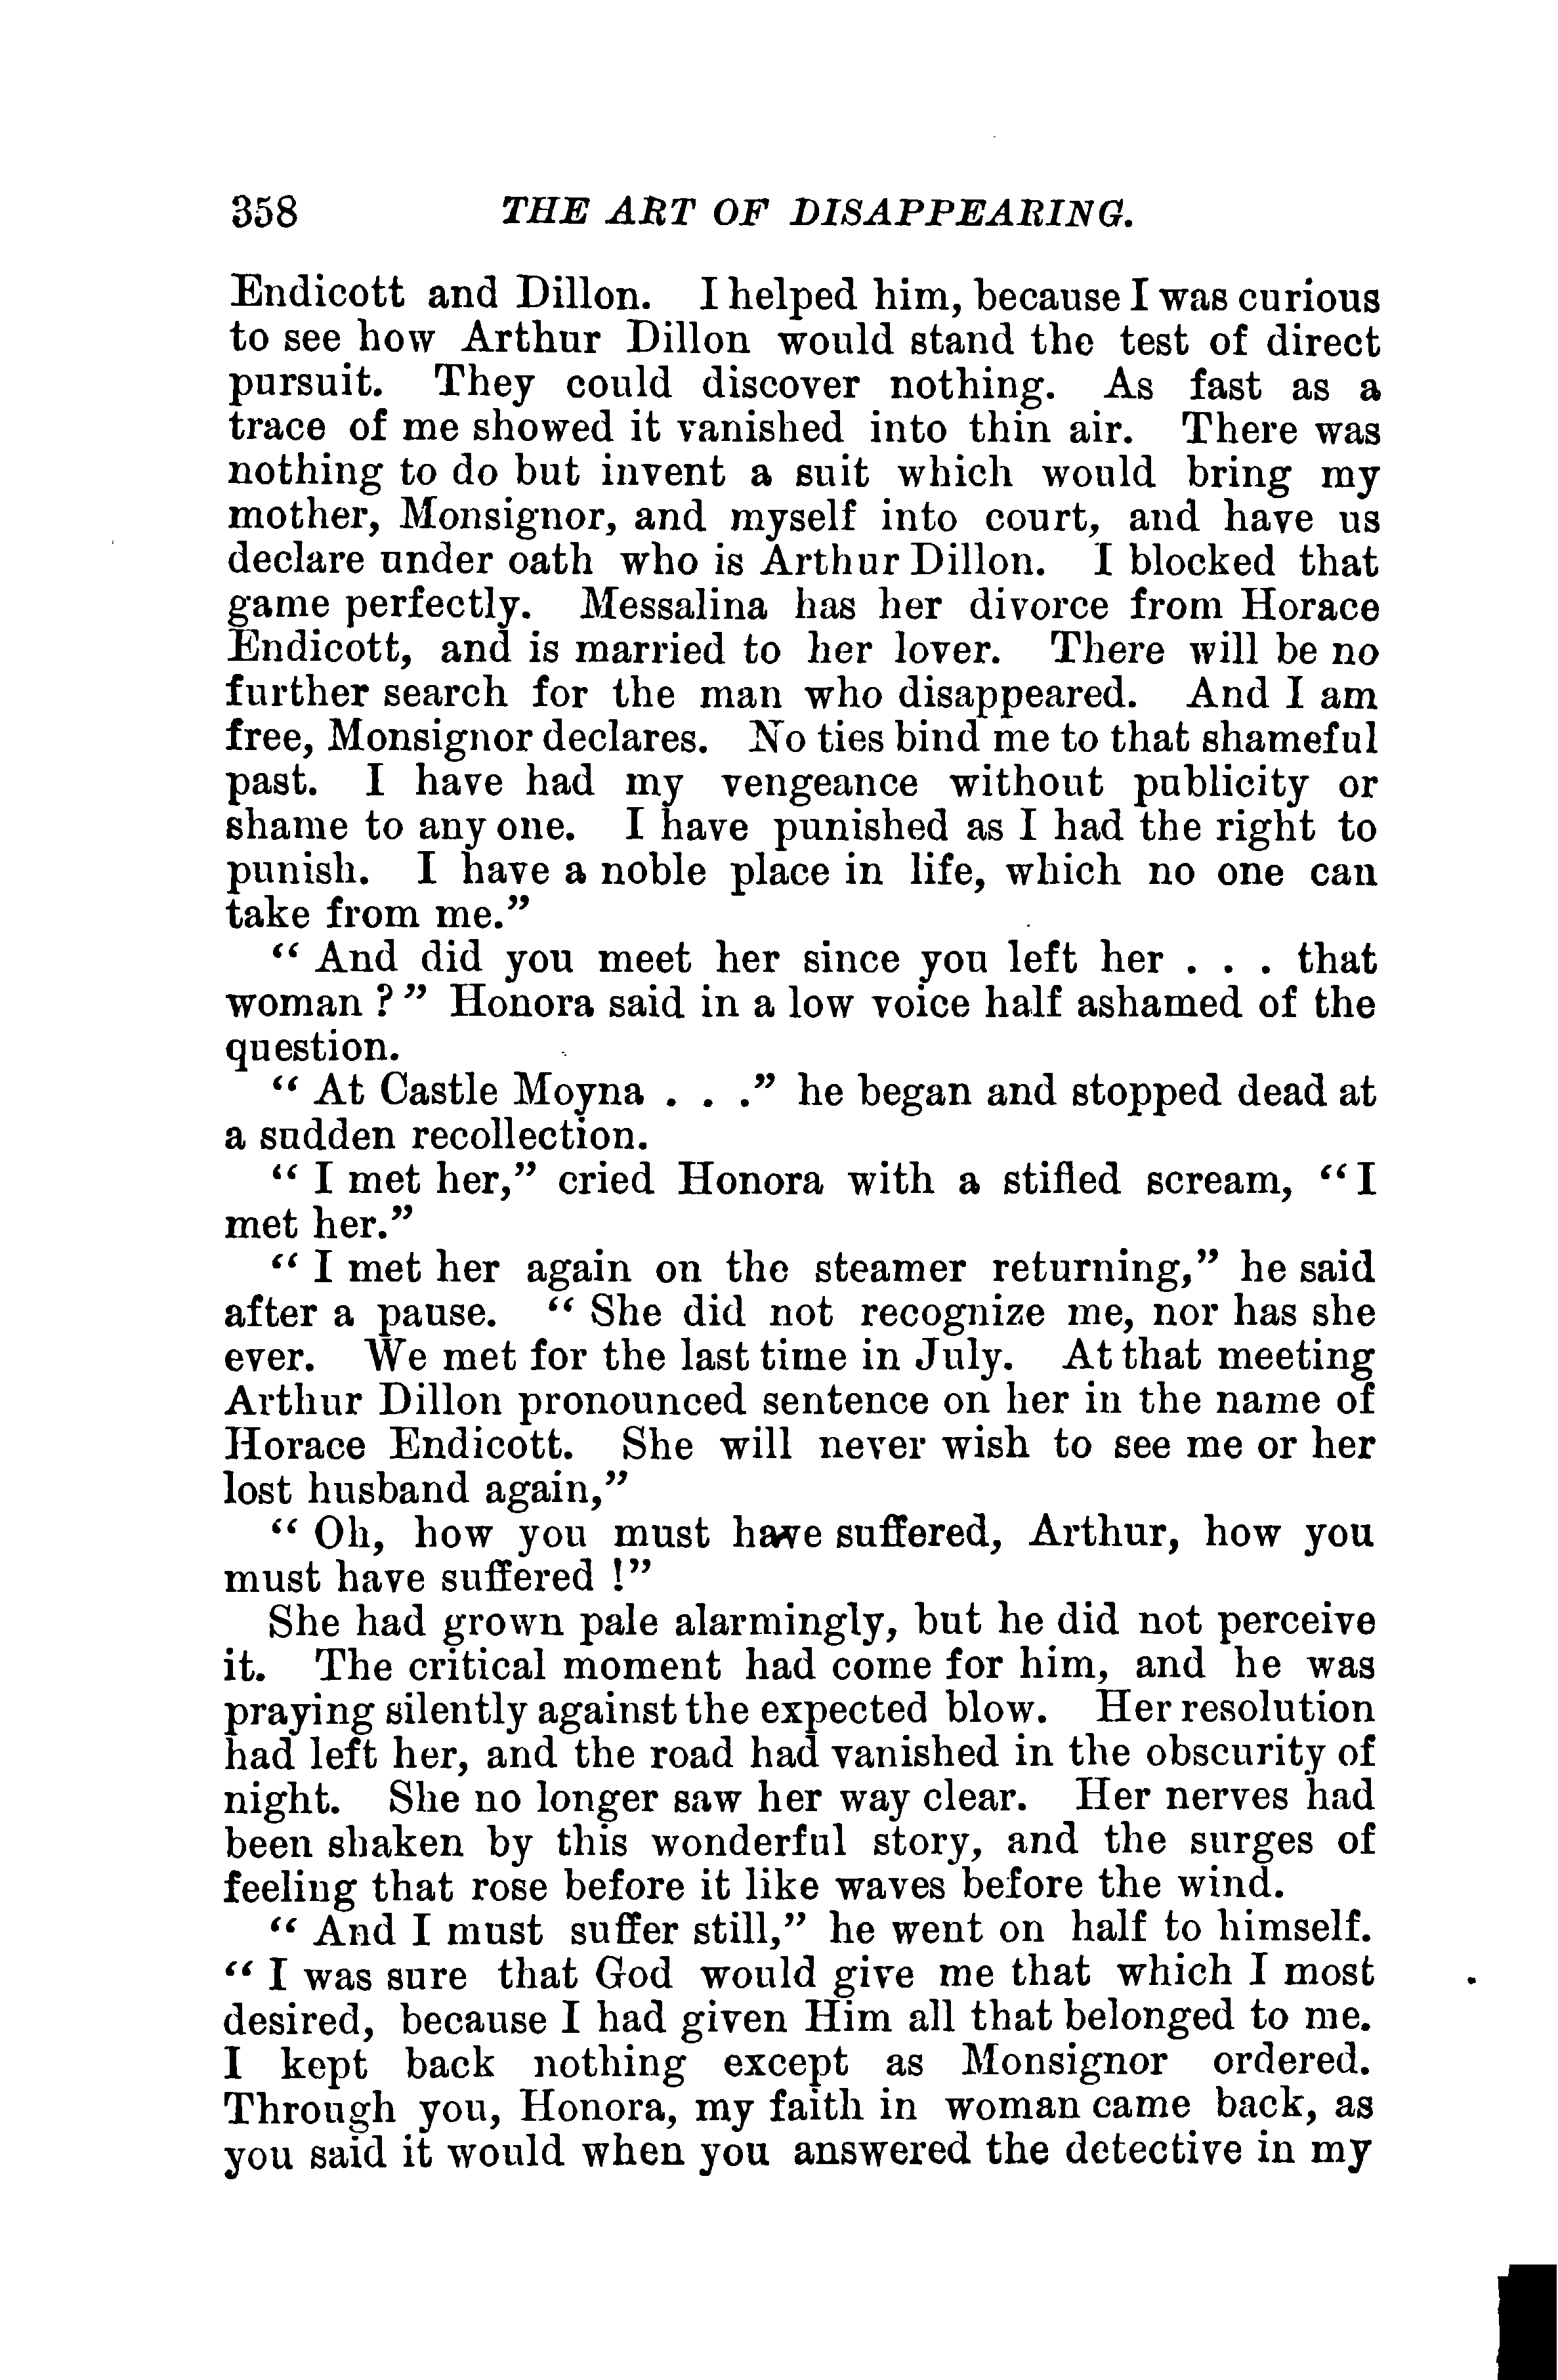 358 THE ART OF DISAPPEARING.
Endicott and Dillon. I helped him, because I was curious
to see how Arthur Dillon would stand the test of direct
pursuit. They could discover nothing. As fast as a
trace of me showed it vanished into thin air. There was
nothing to do but invent a suit which would bring my
mother, Monsignor, and myself into court, and have us
declare under oath who is Arthur Dillon. I blocked that
game perfectly. Messalina has her divorce from Horace
Endicott, and is married to her lover. There will be no
further search for the man who disappeared. And I am
free, Monsignor declares. No ties bind me to that shameful
past. I have had my vengeance without publicity or
shame to any one. I have punished as I had the right to
punish. I have a noble place in life, which no one can
take from me.”
“ And did you meet her since you left her . . . that
woman ? ” Honora said in a low voice half ashamed of the
question.
“ At Castle Moyna . . .” he began and stopped dead at
a sudden recollection.
“ I met her,” cried Honora with a stifled scream, “ I
met her.”
“ I met her again on the steamer returning,” he said
after a pause. “ She did not recognize me, nor has she
ever. We met for the last time in July. At that meeting
Arthur Dillon pronounced sentence on her in the name of
Horace Endicott. She will never wish to see me or her
lost husband again,”
“ Oh, how you must have suffered, Arthur, how you
must have suffered !”
She had grown pale alarmingly, but he did not perceive
it. The critical moment had come for him, and he was
praying silently against the expected blow. Her resolution
had left her, and the road had vanished in the obscurity of
night. She no longer saw her way clear. Her nerves had
been shaken by this wonderful story, and the surges of
feeling that rose before it like waves before the wind.
“ And I must suffer still,” he went on half to himself.
“ I was sure that God would give me that which I most
desired, because I had given Him all that belonged to me.
I kept back nothing except as Monsignor ordered.
Through you, Honora, my faith in woman came back, as
you said it would when you answered the detective in my